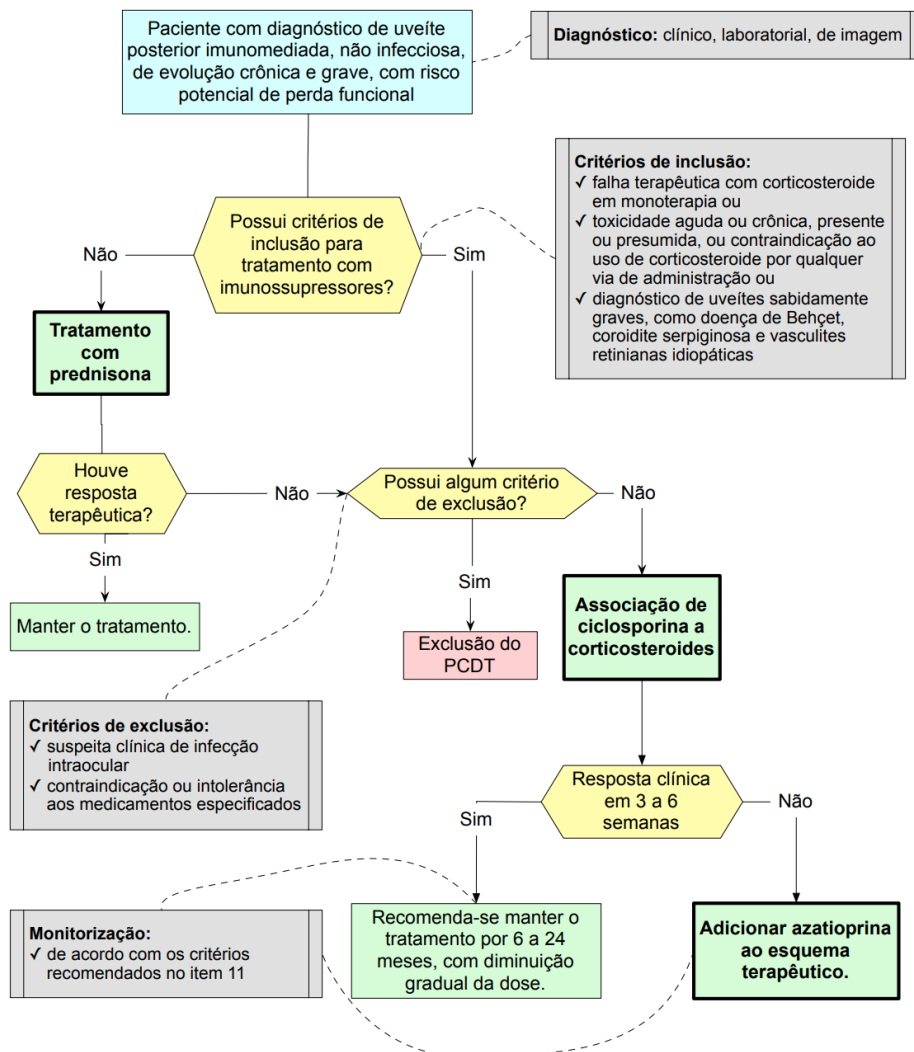 Paciente com diagnóstico de uveíte
posterior imunomediada, não infecciosa,
de evolução crônica e grave, com risco
potencial de perda funcional
Diagnóstico: clínico, laboratorial, de imagem
Critérios de inclusão:
✓ falha terapêutica com corticosteroide
em monoterapia ou
✓ toxicidade aguda ou crônica, presente
ou presumida, ou contraindicação ao
uso de corticosteroide por qualquer
via de administração ou
✓ diagnóstico de uveítes sabidamente
graves, como doença de Behçet,
coroidite serpiginosa e vasculites
retinianas idiopáticas
Possui critérios de
inclusão para
tratamento com
imunossupressores?
Não
Sim
Tratamento
com
prednisona
Houve
resposta
terapêutica?
Não
Sim
Manter o tratamento.
Possui algum critério
de exclusão?
Não
Sim
Exclusão do
PCDT
Associação de
ciclosporina a
corticosteroides
Critérios de exclusão:
✓ suspeita clínica de infecção
intraocular
✓ contraindicação ou intolerância
aos medicamentos especificados
Resposta clínica
em 3 a 6
semanas
Sim
Não
Recomenda-se manter o
tratamento por 6 a 24
meses, com diminuição
gradual da dose.
Adicionar azatioprina
ao esquema
terapêutico.
Monitorização:
✓ de acordo com os critérios
recomendados no item 11